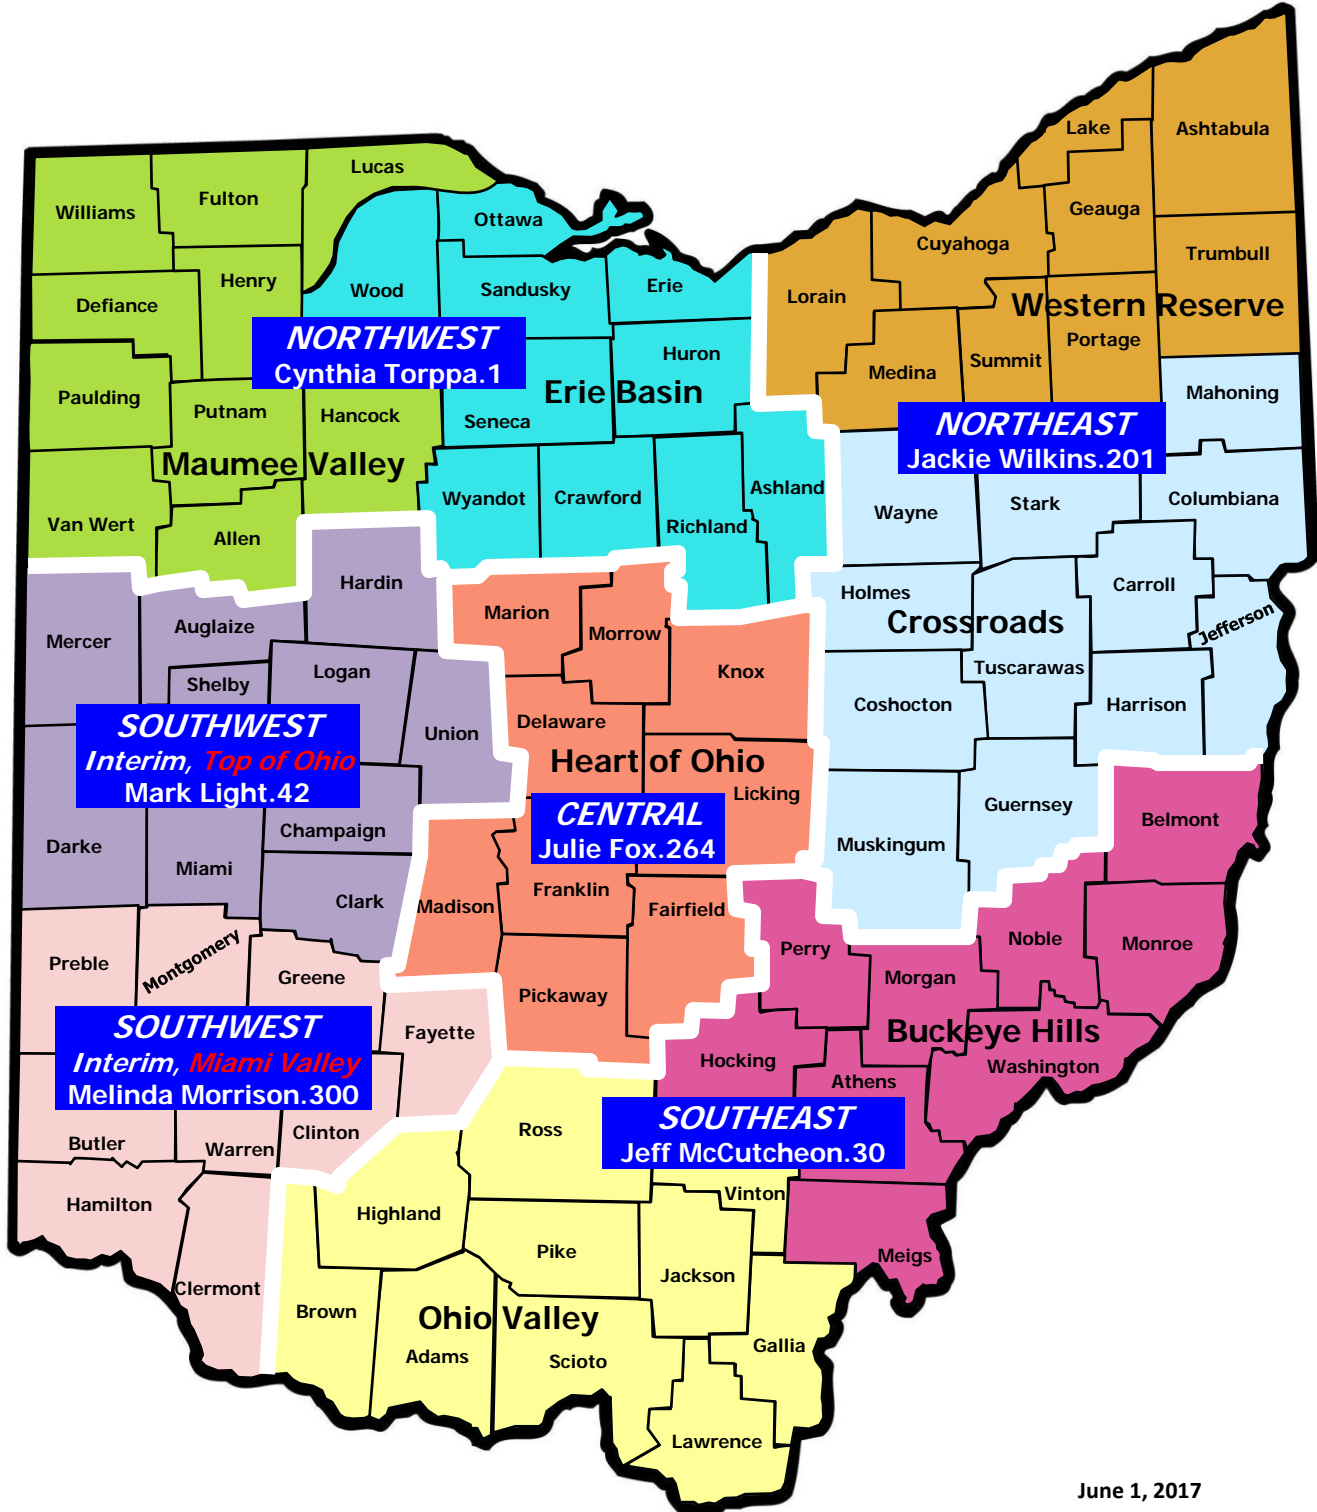 Lake
Ashtabula
Lucas
Williams
Fulton
Geauga
Ottawa
Cuyahoga
Trumbull
Henry
Wood
Sandusky
Erie
Lorain
Western Reserve
Defiance
NORTHWEST
Cynthia Torppa.1
Huron
Portage
Summit
Medina
Erie Basin
Mahoning
Paulding
Putnam
Hancock
Seneca
NORTHEAST
Jackie Wilkins.201
Maumee Valley
Wyandot
Crawford
Ashland
Columbiana
Stark
Wayne
Van Wert
Richland
Allen
Hardin
Carroll
Holmes
Marion
Jefferson
Crossroads
Mercer
Auglaize
Morrow
Logan
Knox
Tuscarawas
Shelby
Coshocton
Harrison
SOUTHWEST
Interim, Top of Ohio
Mark Light.42
Union
Delaware
Heart of Ohio
Licking
Guernsey
CENTRAL
Julie Fox.264
Belmont
Champaign
Darke
Muskingum
Miami
Franklin
Clark
Madison
Fairfield
Noble
Monroe
Perry
Preble
Montgomery
Greene
Morgan
Pickaway
SOUTHWEST
Interim, Miami Valley
Melinda Morrison.300
Fayette
Buckeye Hills
Hocking
Washington
Athens
SOUTHEAST
Jeff McCutcheon.30
Ross
Butler
Warren
Clinton
Vinton
Hamilton
Highland
Pike
Meigs
Jackson
Clermont
Brown
Ohio Valley
Gallia
Adams
Scioto
Lawrence
June 1, 2017